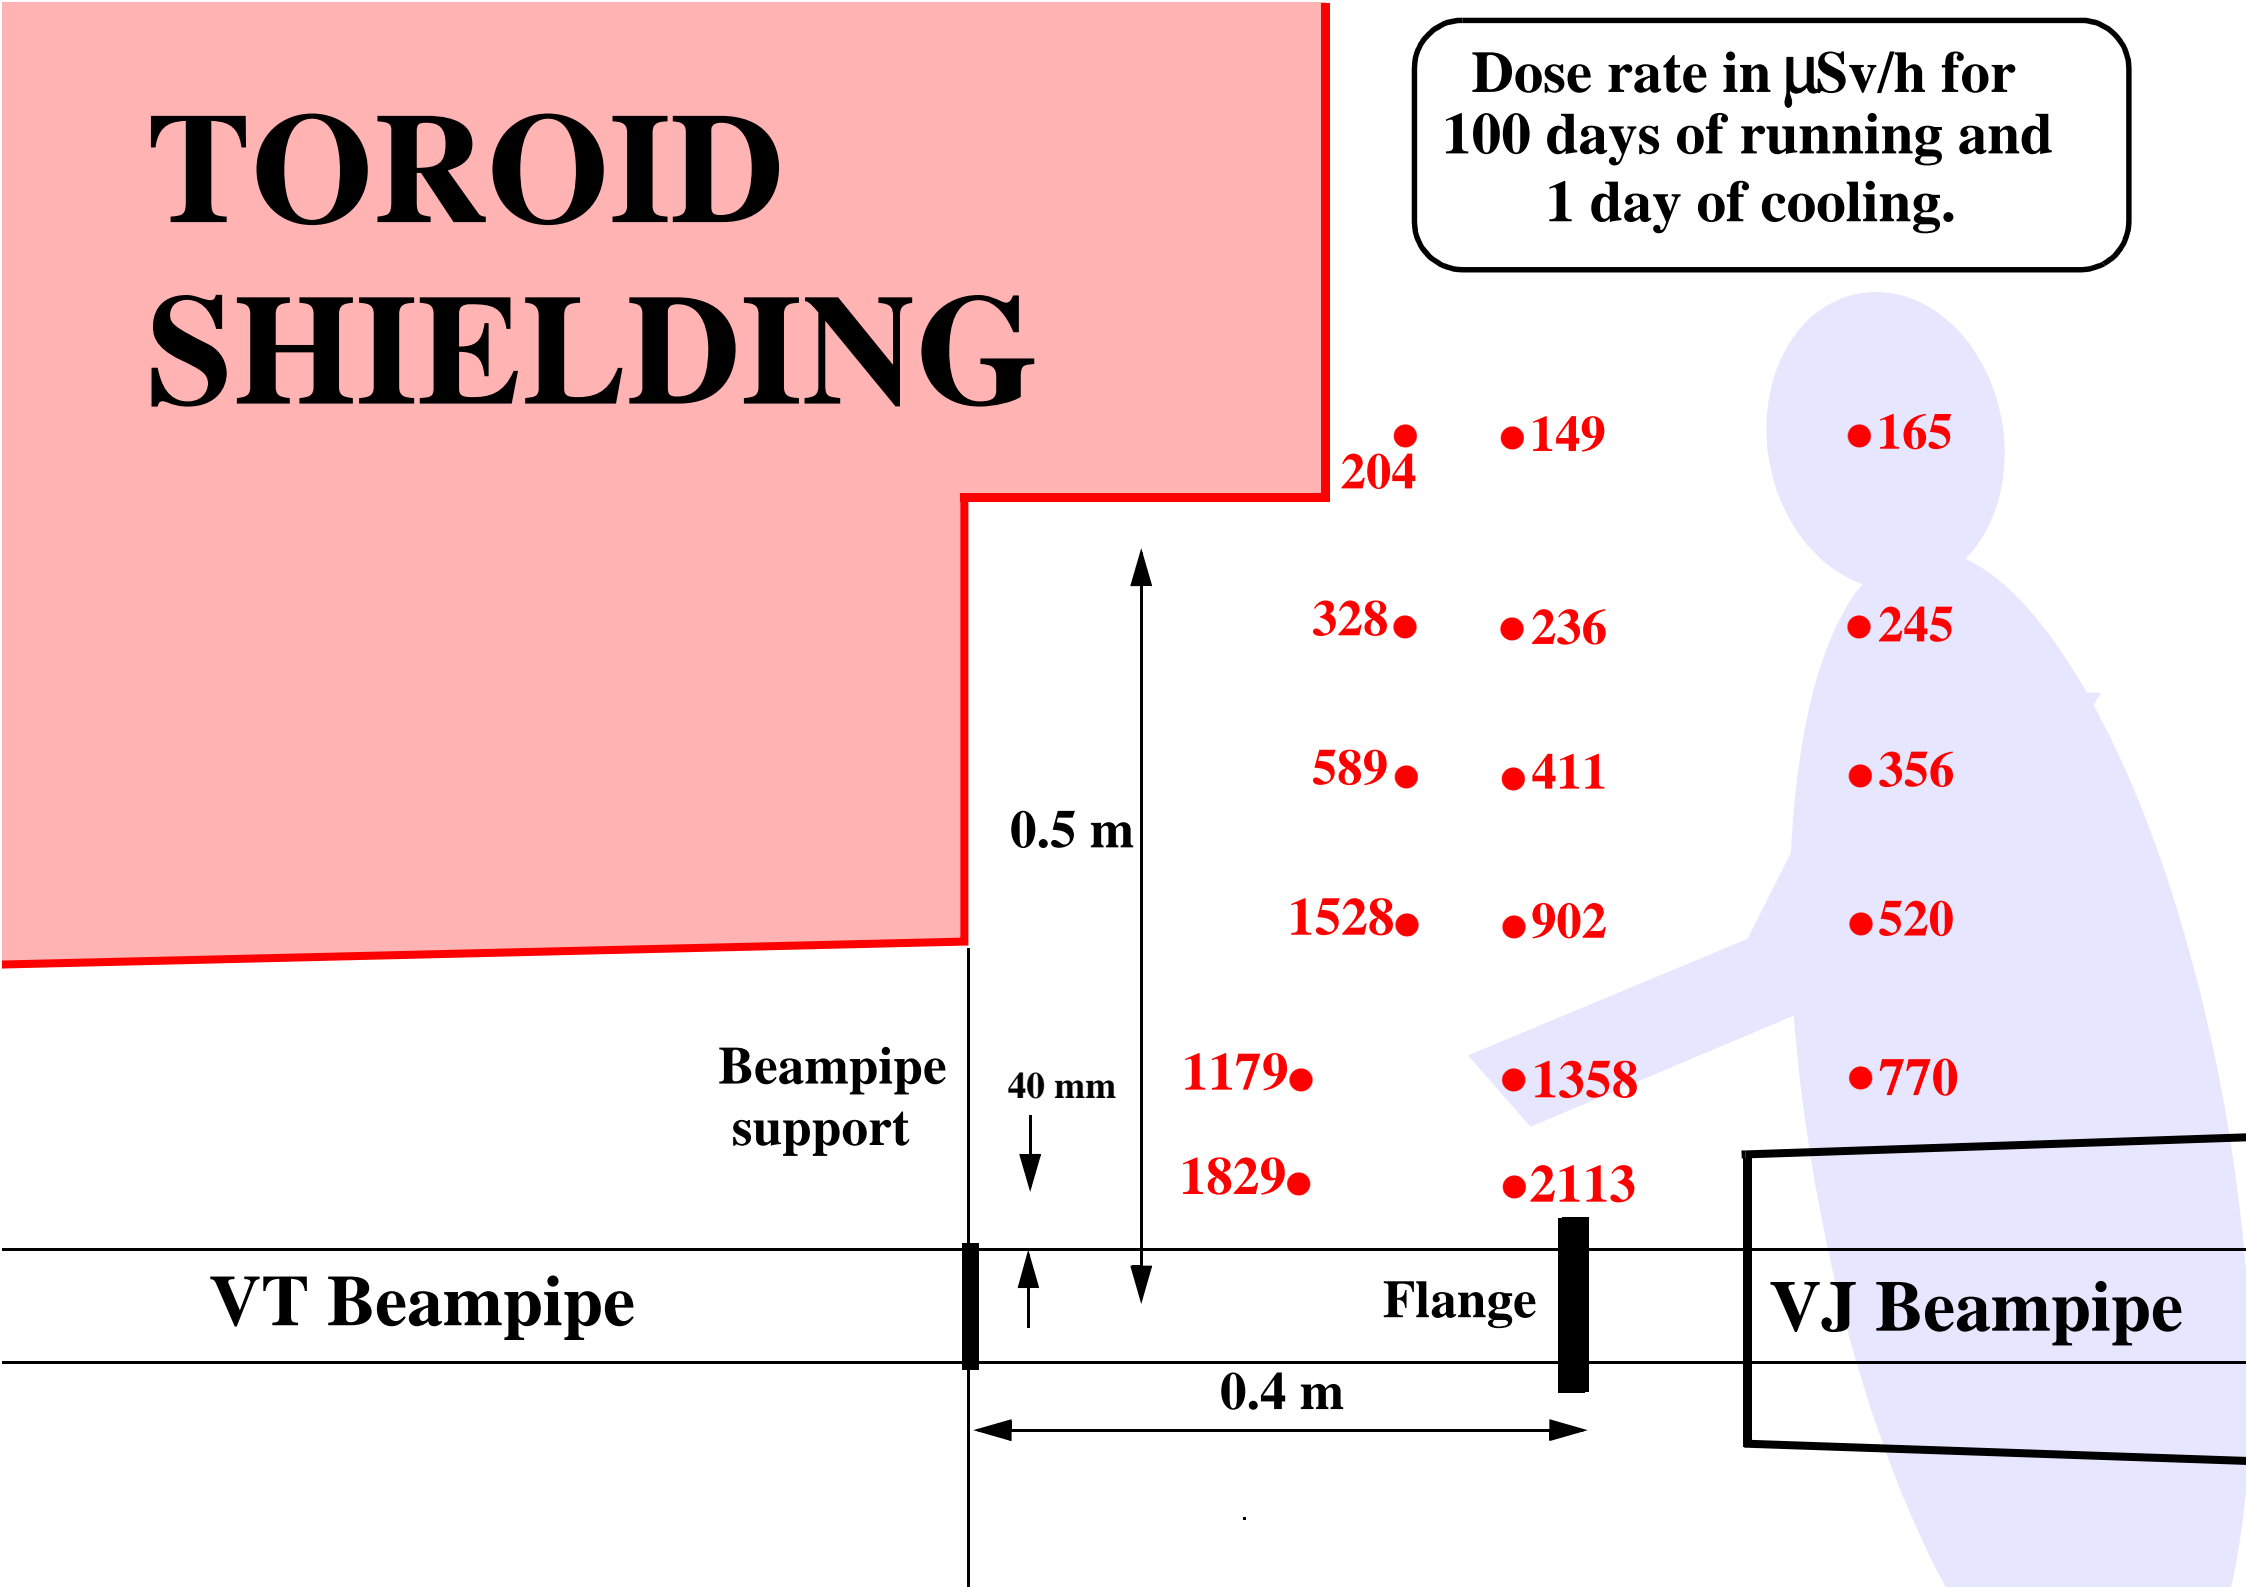 TOROID
SHIELDING
Dose rate in μSv/h for
100 days of running and
1 day of cooling.
149
165
204
328
236
245
589
411
356
0.5 m
1528
902
520
Beampipe
support
40 mm
1179
1358
770
1829
2113
VT Beampipe
Flange
VJ Beampipe
0.4 m